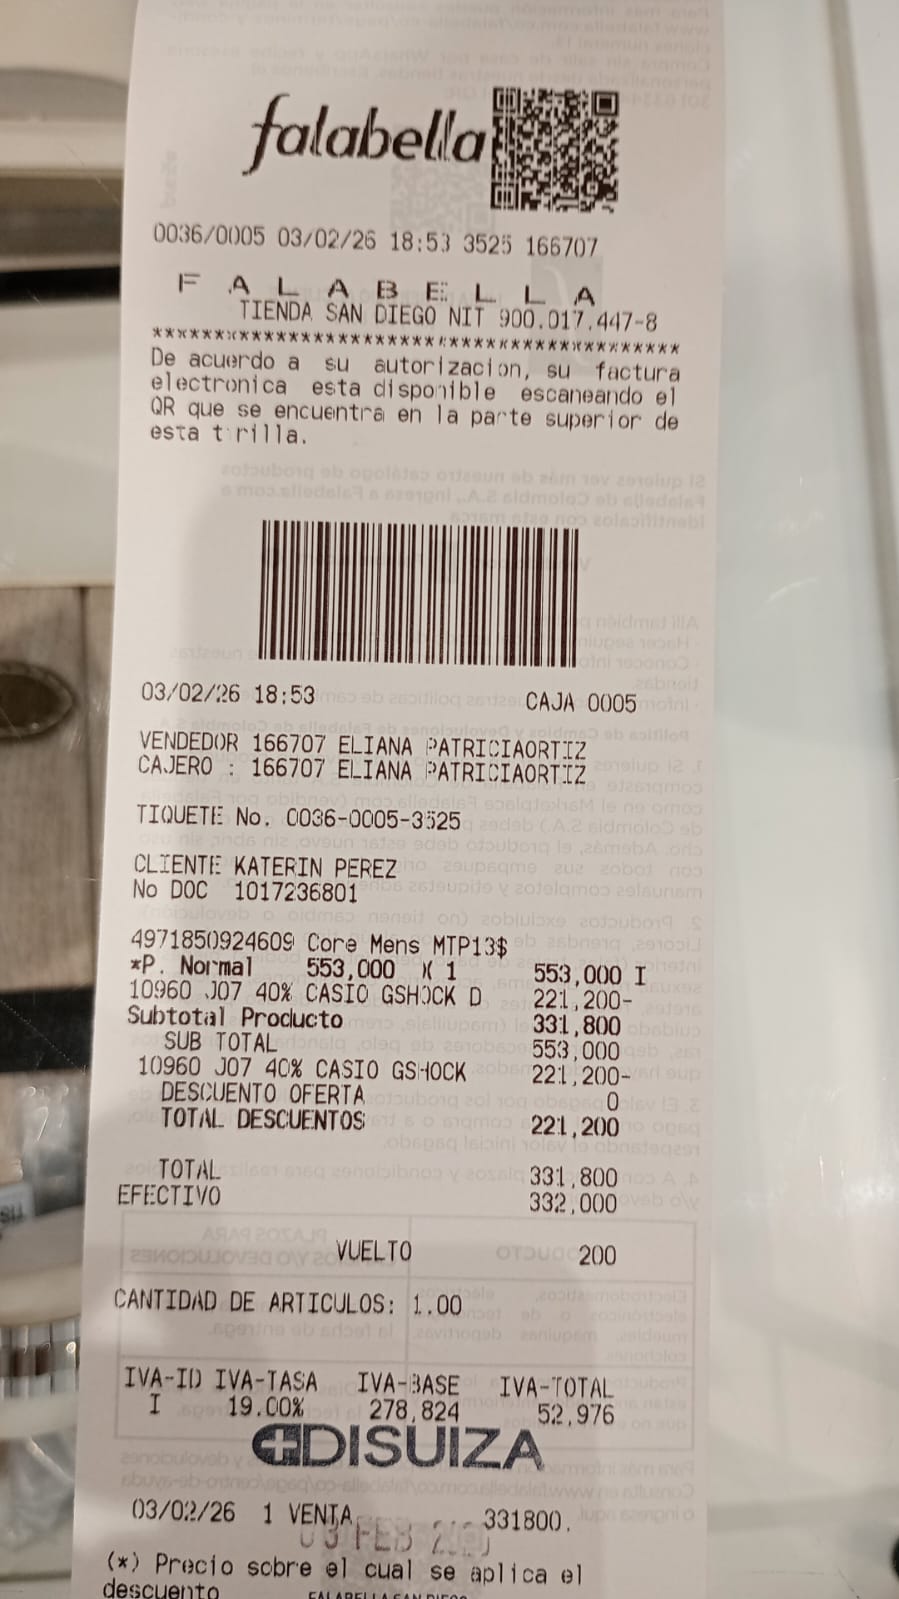 falabella
0036/0005 03/02/26 18:53 3525 166707
F A L A B E L L A
TIENDA SAN DIEGO NIT 900.017.447-8
********************************************
De acuerdo a su autorizacion, su factura
electronica esta disponible escaneando el
QR que se encuentra en la parte superior de
esta tirilla.
03/02/26 18:53 CAJA 0005
VENDEDOR 166707 ELIANA PATRICIAORTIZ
CAJERO : 166707 ELIANA PATRICIAORTIZ
TIQUETE No. 0036-0005-3525
CLIENTE KATERIN PEREZ
No DOC 1017236801
4971850924609 Core Mens MTP13$
*P. Normal 553,000 X 1 553,000 I
10960 J07 40% CASIO GSHOCK D 221,200-
Subtotal Producto 331,800
SUB TOTAL 553,000
10960 J07 40% CASIO GSHOCK 221,200-
DESCUENTO OFERTA 0
TOTAL DESCUENTOS 221,200
TOTAL 331,800
EFECTIVO 332,000
VUELTO 200
CANTIDAD DE ARTICULOS: 1.00
IVA-ID IVA-TASA IVA-BASE IVA-TOTAL
I 19.00% 278,824 52,976
DISUIZA
03/02/26 1 VENTA 331800.
03 FEB
(*) Precio sobre el cual se aplica el
descuento
FALABELLA SAN DIEGO